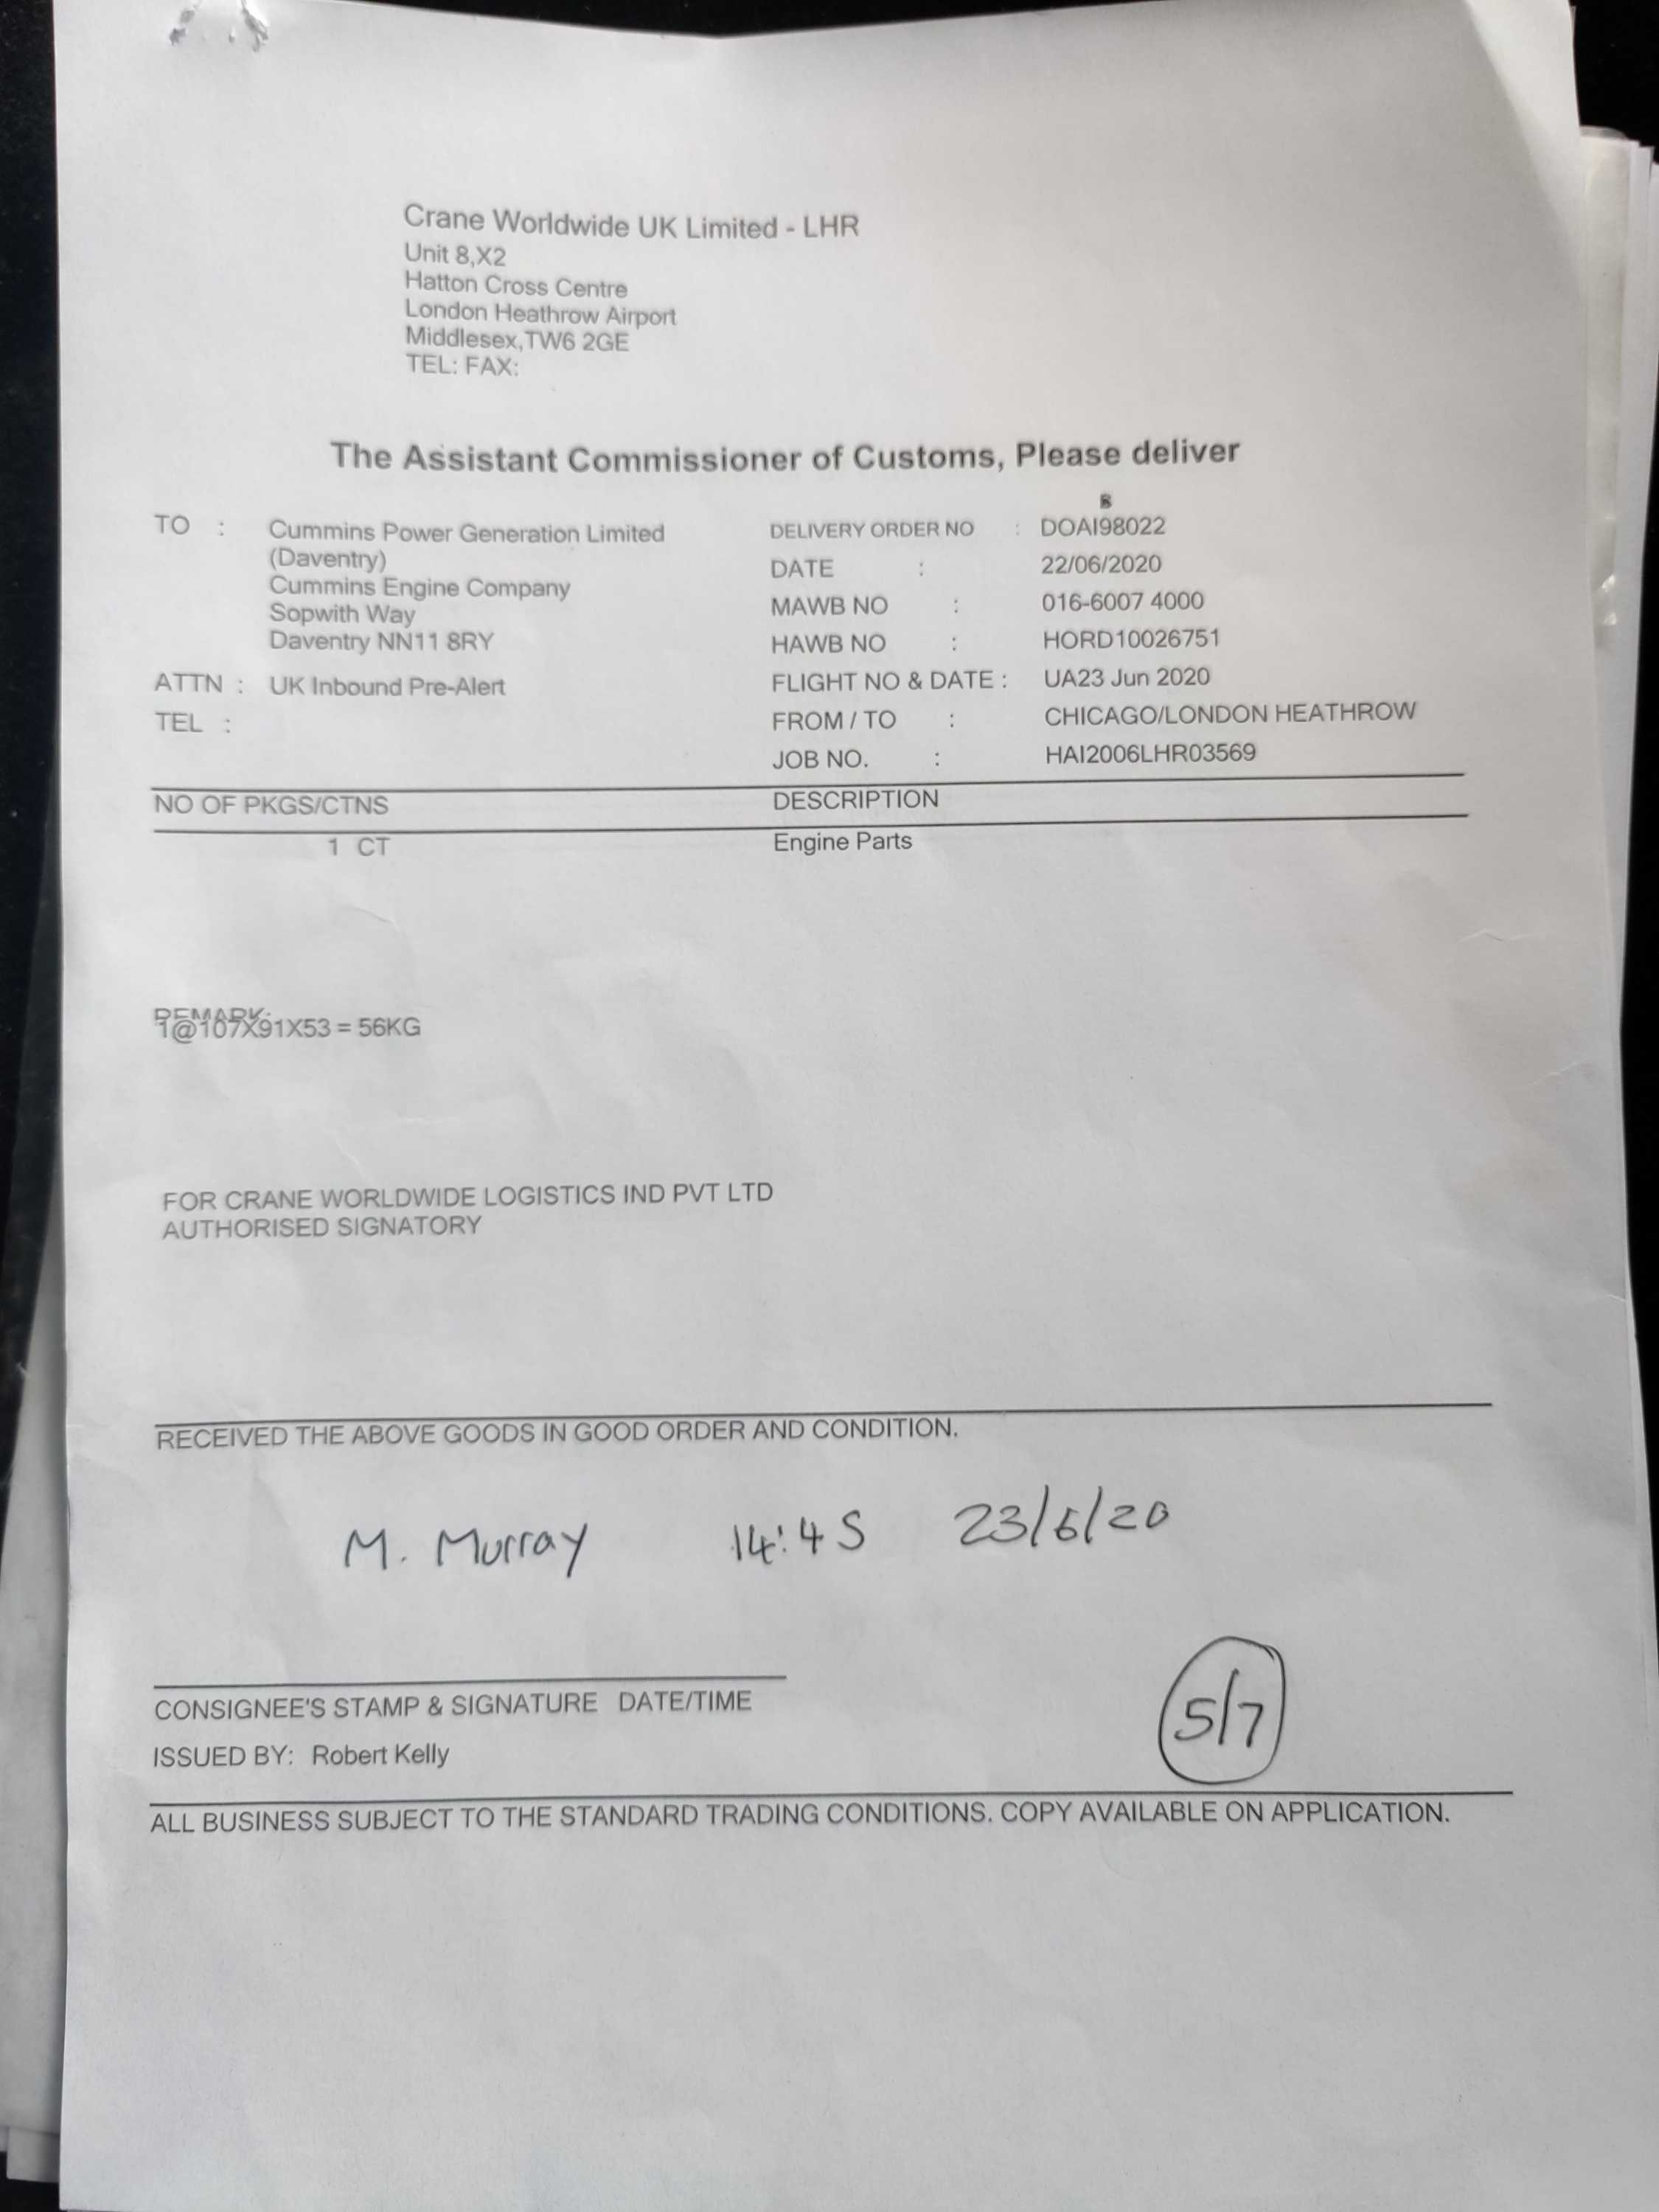 Crane Worldwide UK Limited - LHR
Unit 8,X2
Hatton Cross Centre
London Heathrow Airport
Middlesex,TW6 2GE
TEL: FAX:
The Assistant Commissioner of Customs, Please deliver
TO : Cummins Power Generation Limited
(Daventry)
Cummins Engine Company
Sopwith Way
Daventry NN11 8RY
ATTN : UK Inbound Pre-Alert
TEL :
DELIVERY ORDER NO : DOAI98022
DATE : 22/06/2020
MAWB NO : 016-6007 4000
HAWB NO : HORD10026751
FLIGHT NO & DATE : UA23 Jun 2020
FROM / TO : CHICAGO/LONDON HEATHROW
JOB NO. : HAI2006LHR03569
NO OF PKGS/CTNS DESCRIPTION
1 CT Engine Parts
REMARK:
1@107X91X53 = 56KG
FOR CRANE WORLDWIDE LOGISTICS IND PVT LTD
AUTHORISED SIGNATORY
RECEIVED THE ABOVE GOODS IN GOOD ORDER AND CONDITION.
M. Murray 14:45 23/6/20
5/7
CONSIGNEE'S STAMP & SIGNATURE DATE/TIME
ISSUED BY: Robert Kelly
ALL BUSINESS SUBJECT TO THE STANDARD TRADING CONDITIONS. COPY AVAILABLE ON APPLICATION.